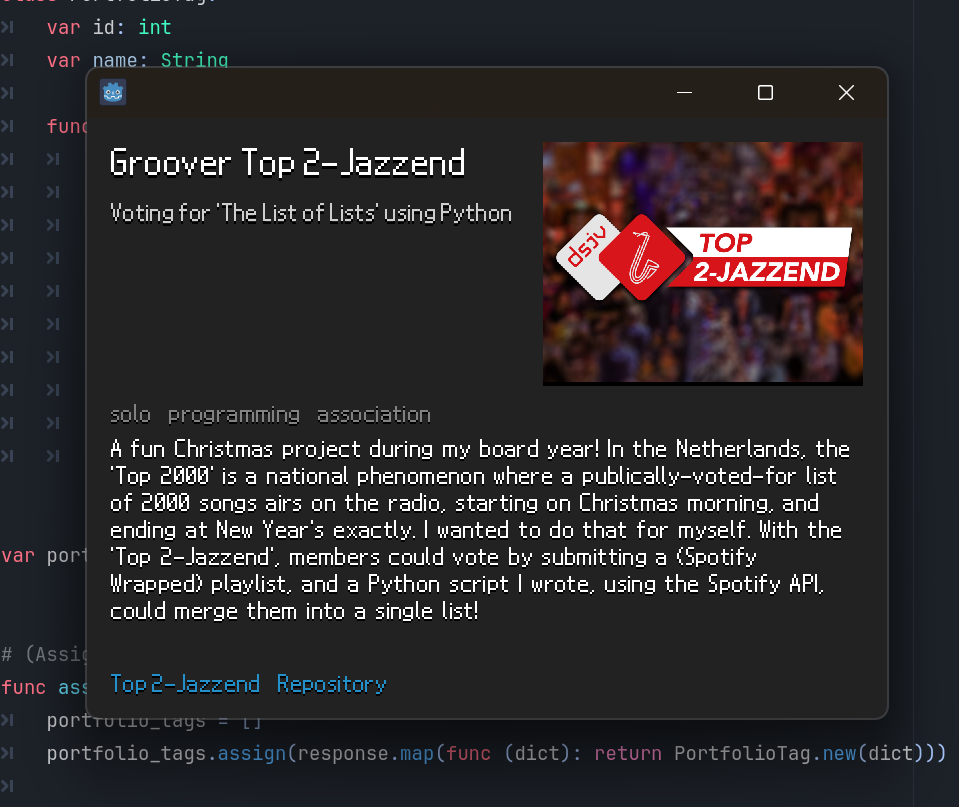 var id: int
var name: String
func
Groover Top 2-Jazzend
Voting for 'The List of Lists' using Python
dsjv
TOP
2-JAZZEND
solo programming association
A fun Christmas project during my board year! In the Netherlands, the
'Top 2000' is a national phenomenon where a publically-voted-for list
of 2000 songs airs on the radio, starting on Christmas morning, and
ending at New Year's exactly. I wanted to do that for myself. With the
'Top 2-Jazzend', members could vote by submitting a (Spotify
Wrapped) playlist, and a Python script I wrote, using the Spotify API,
could merge them into a single list!
Top 2-Jazzend Repository
var port
# (Assig
func ass
portfolio_tags = []
portfolio_tags.assign(response.map(func (dict): return PortfolioTag.new(dict)))